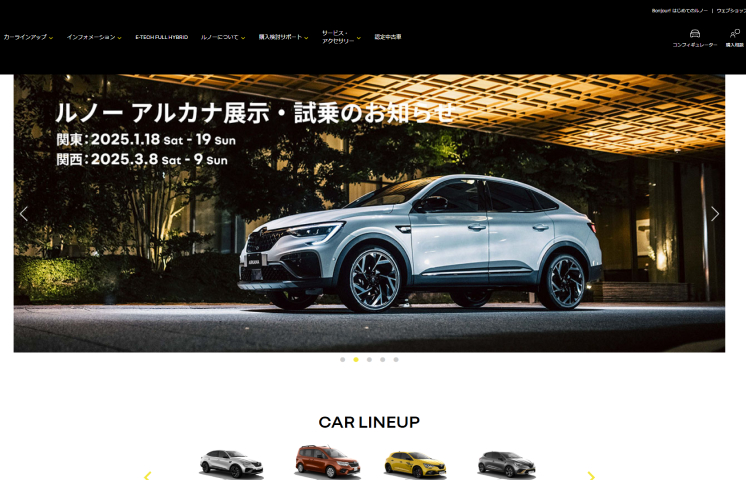 Bonjour! はじめてのルノー | ウェブショップ
カーラインアップ
インフォメーション
E-TECH FULL HYBRID
ルノーについて
購入検討サポート
サービス・
アクセサリー
認定中古車
コンフィギュレーター
購入相談
ルノー アルカナ展示・試乗のお知らせ
関東：2025.1.18 Sat - 19 Sun
関西：2025.3.8 Sat - 9 Sun
CAR LINEUP